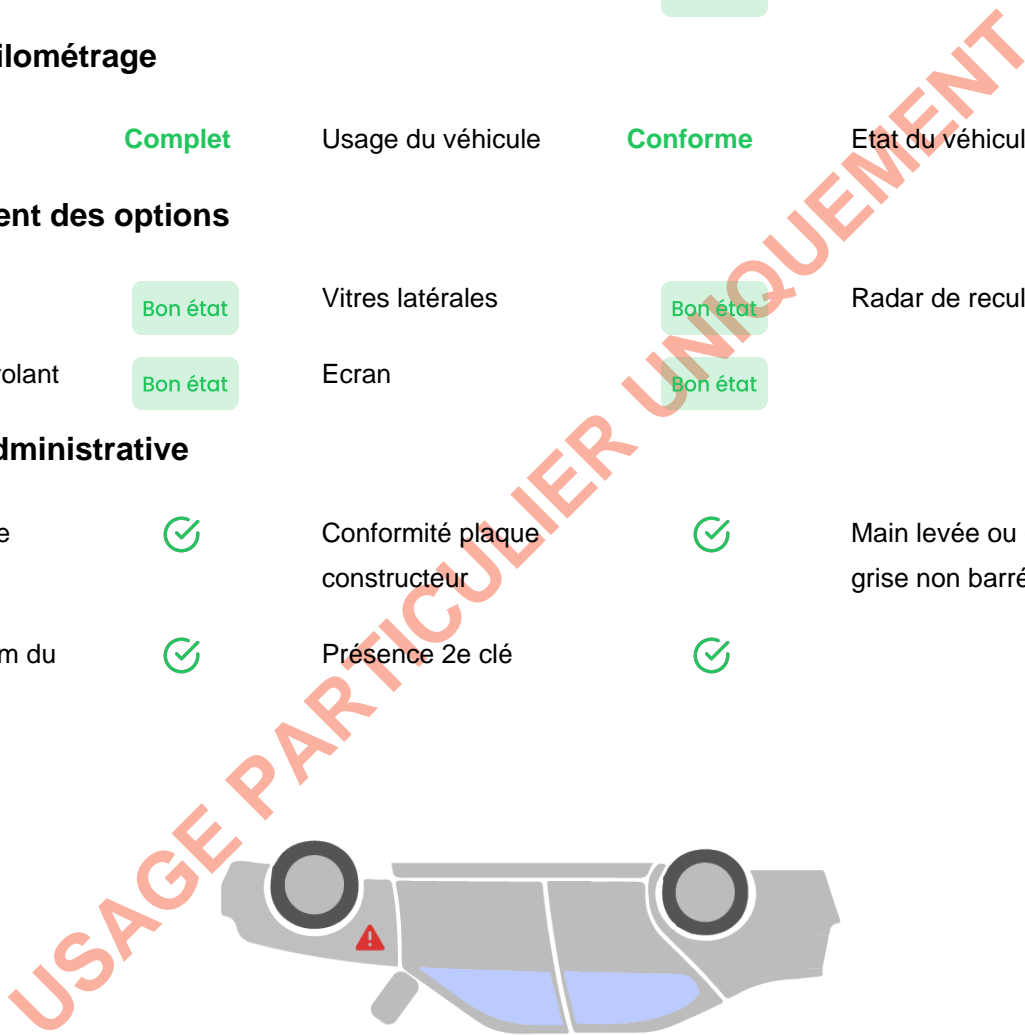 ilométrage
Complet Usage du véhicule Conforme Etat du véhicul
ent des options
Bon état Vitres latérales Bon état Radar de recul
olant Bon état Ecran Bon état
dministrative
e Conformité plaque Main levée ou
constructeur grise non barré
m du Présence 2e clé
USAGE PARTICULIER UNIQUEMENT